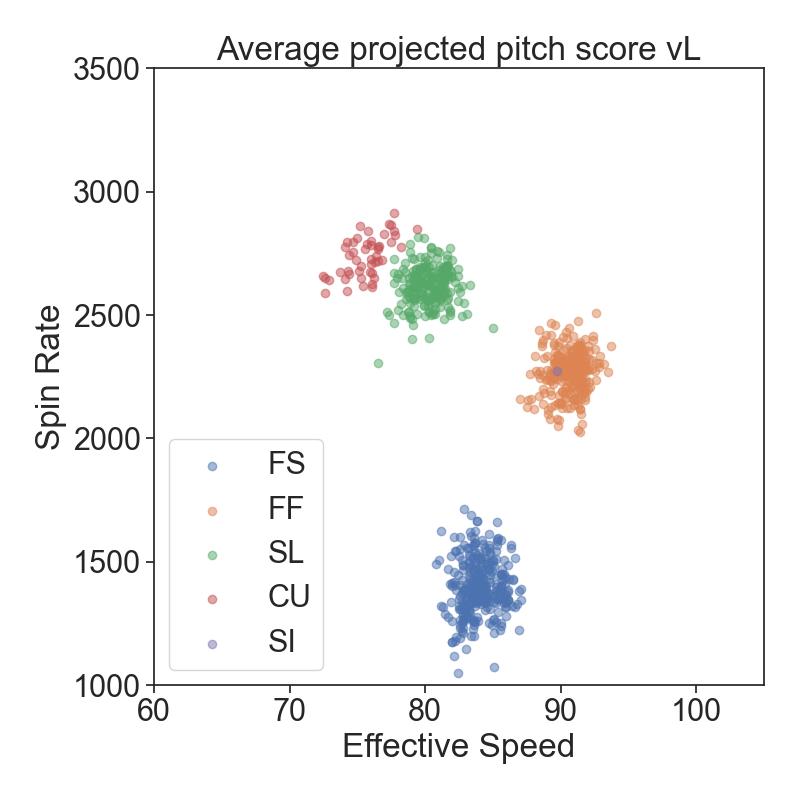 Average projected pitch score vL
3500
3000
2500
2000
1500
1000
Spin Rate
FS
FF
SL
CU
SI
60 70 80 90 100
Effective Speed